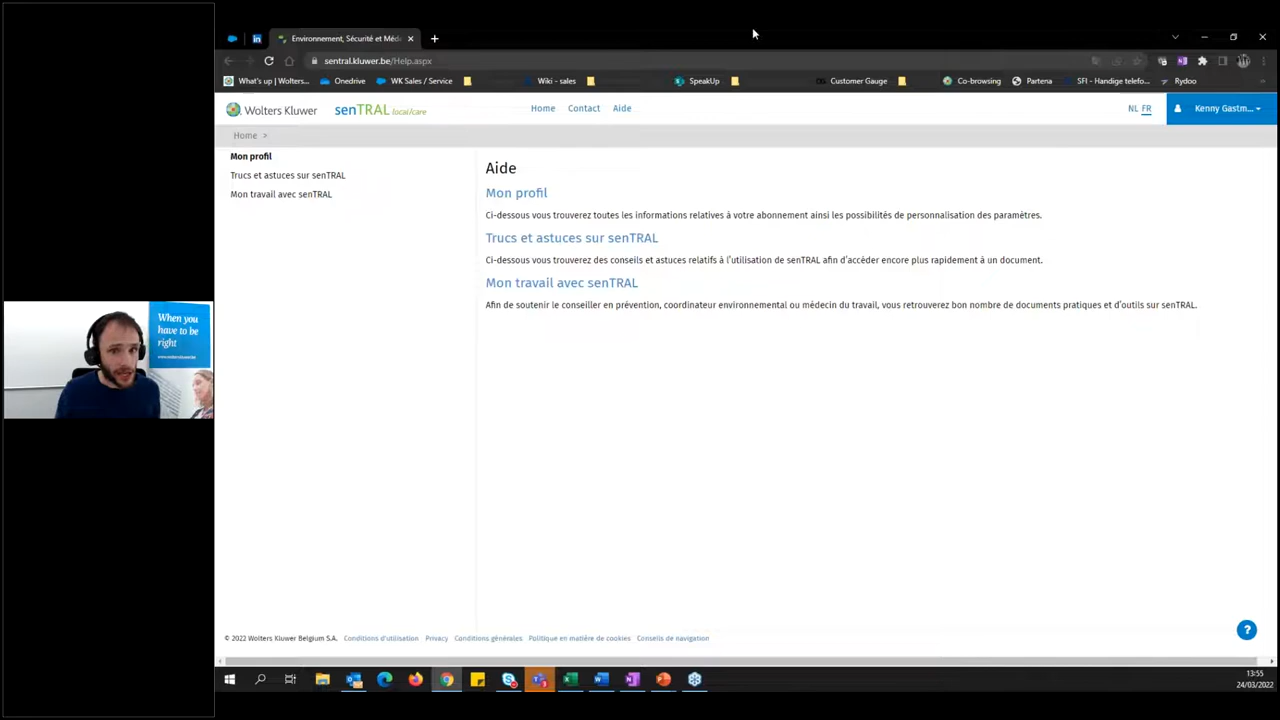 Environnement, Sécurité et Méde
sentral.kluwer.be/Help.aspx
What's up | Wolters...
Onedrive
WK Sales / Service
Wiki - sales
SpeakUp
Customer Gauge
Co-browsing
Partena
SFI - Handige telefo...
Rydoo
Wolters Kluwer
senTRAL local/care
Home
Contact
Aide
NL FR
Kenny Gastm...
Home >
Mon profil
Trucs et astuces sur senTRAL
Mon travail avec senTRAL
Aide
Mon profil
Ci-dessous vous trouverez toutes les informations relatives à votre abonnement ainsi les possibilités de personnalisation des paramètres.
Trucs et astuces sur senTRAL
Ci-dessous vous trouverez des conseils et astuces relatifs à l'utilisation de senTRAL afin d'accéder encore plus rapidement à un document.
Mon travail avec senTRAL
Afin de soutenir le conseiller en prévention, coordinateur environnemental ou médecin du travail, vous retrouverez bon nombre de documents pratiques et d'outils sur senTRAL.
When you
have to be
right
© 2022 Wolters Kluwer Belgium S.A.
Conditions d'utilisation
Privacy
Conditions générales
Politique en matière de cookies
Conseils de navigation
?
13:55
24/03/2022